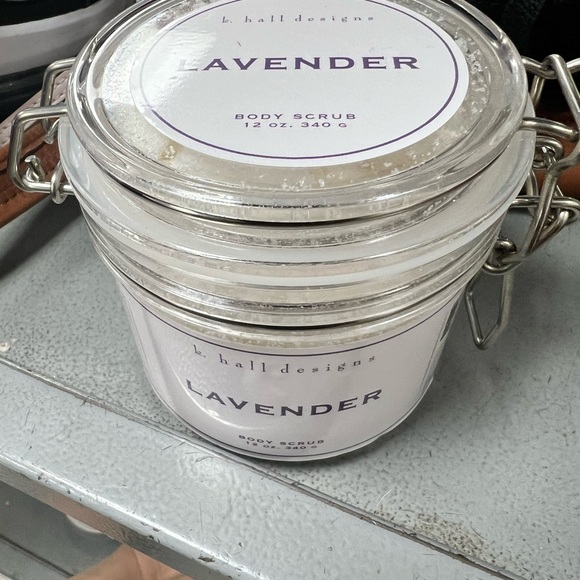 k. hall designs
LAVENDER
BODY SCRUB
12 OZ. 340 G
k. hall designs
LAVENDER
BODY SCRUB
12 OZ. 340 G